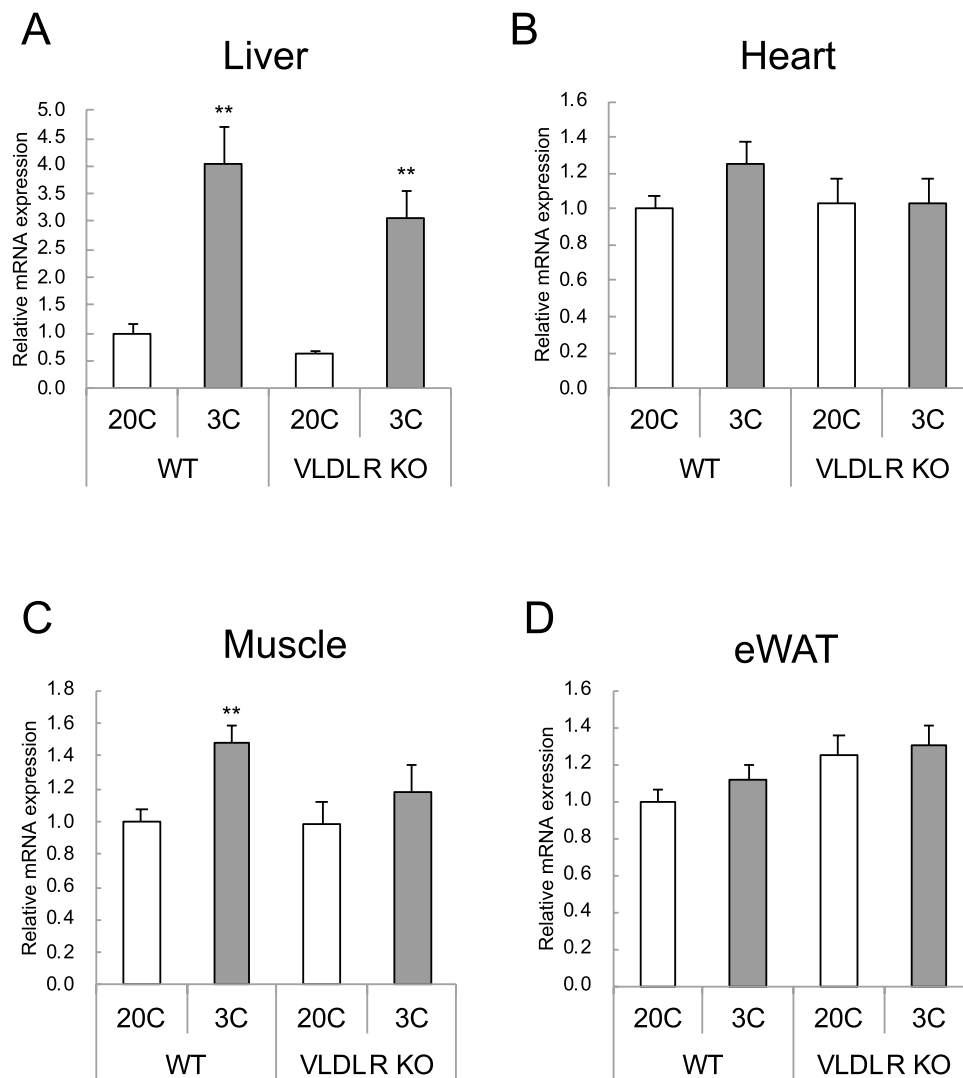 A
Liver
Relative mRNA expression
5.0
4.5
4.0
3.5
3.0
2.5
2.0
1.5
1.0
0.5
0.0
**
**
20C 3C 20C 3C
WT VLDLR KO
B
Heart
Relative mRNA expression
1.6
1.4
1.2
1.0
0.8
0.6
0.4
0.2
0.0
20C 3C 20C 3C
WT VLDLR KO
C
Muscle
Relative mRNA expression
1.8
1.6
1.4
1.2
1.0
0.8
0.6
0.4
0.2
0.0
**
20C 3C 20C 3C
WT VLDLR KO
D
eWAT
Relative mRNA exression
1.6
1.4
1.2
1.0
0.8
0.6
0.4
0.2
0.0
20C 3C 20C 3C
WT VLDLR KO